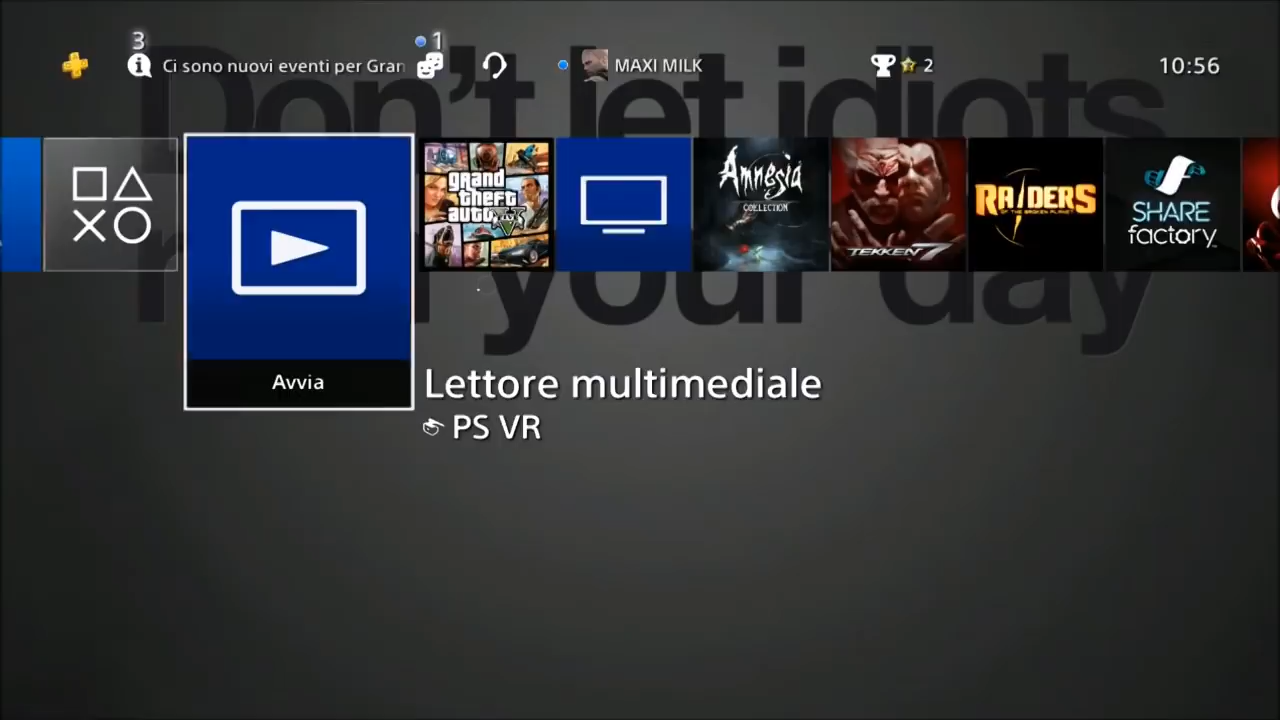 3
1
Ci sono nuovi eventi per Gran
MAXI MILK
2
10:56
Don't let idiots
your day
grand
theft
auto
V
Amnesia
COLLECTION
TEKKEN 7
RAIDERS
OF THE BROKEN PLANET
SHARE
factory
Avvia
Lettore multimediale
PS VR